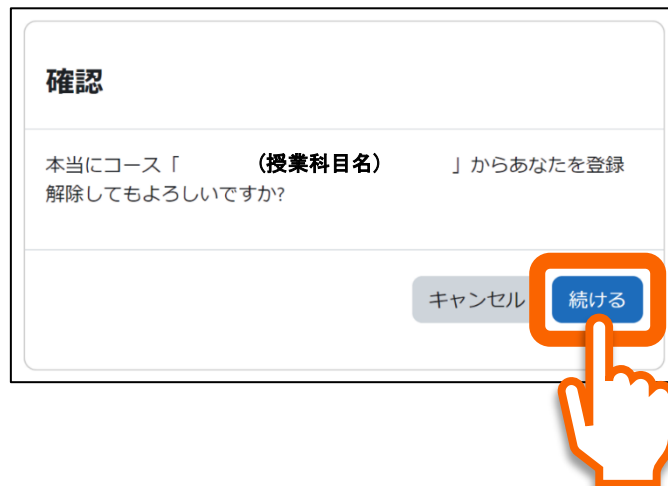 確認
本当にコース「 （授業科目名） 」からあなたを登録
解除してもよろしいですか?
キャンセル 続ける